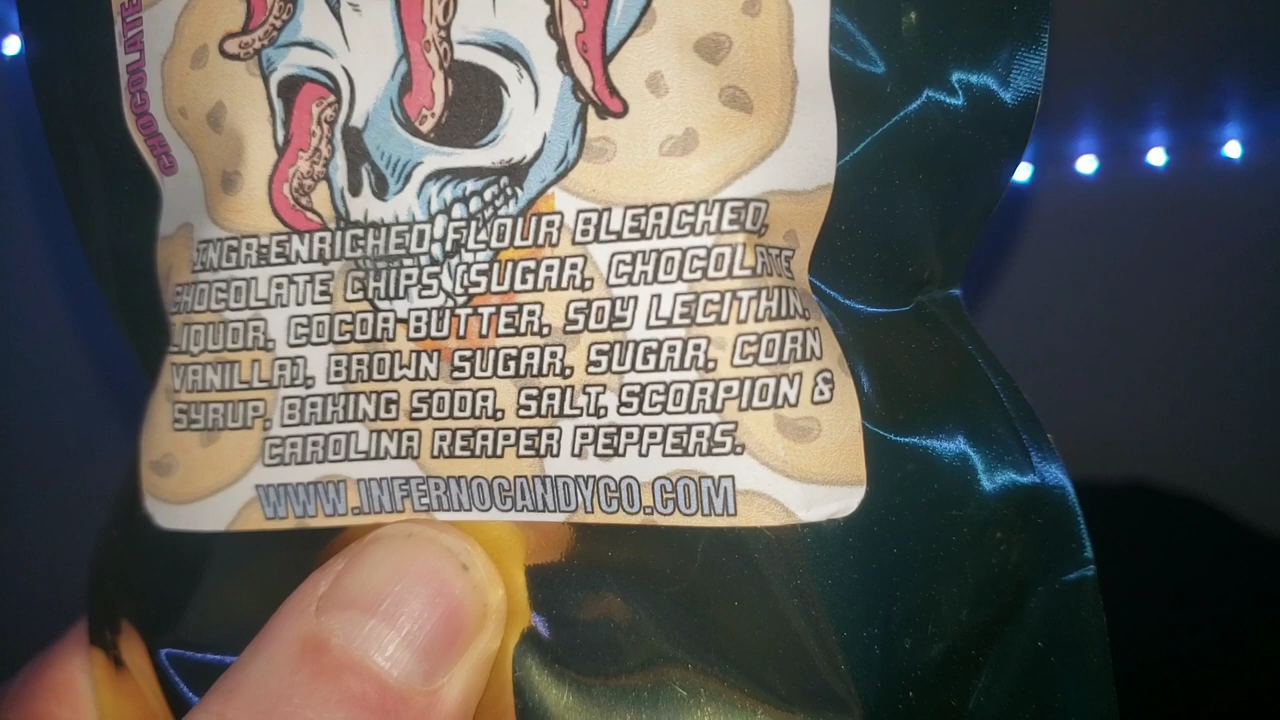 CHOCOLATE
INGR:ENRICHED FLOUR BLEACHED,
CHOCOLATE CHIPS (SUGAR, CHOCOLATE
LIQUOR, COCOA BUTTER, SOY LECITHIN,
VANILLA), BROWN SUGAR, SUGAR, CORN
SYRUP, BAKING SODA, SALT, SCORPION &
CAROLINA REAPER PEPPERS.
WWW.INFERNOCANDYCO.COM